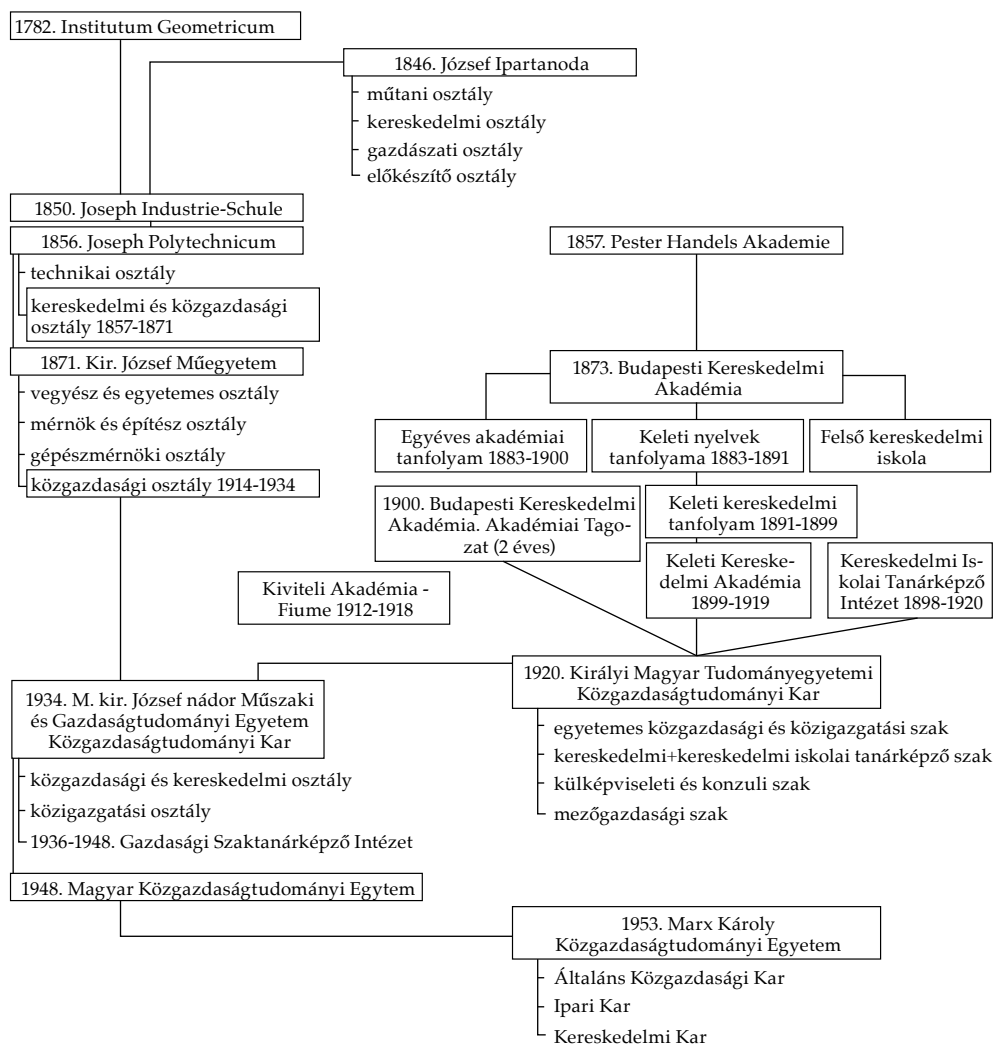 1782. Institutum Geometricum
1846. József Ipartanoda
műtani osztály
kereskedelmi osztály
gazdászati osztály
előkészítő osztály
1850. Joseph Industrie-Schule
1856. Joseph Polytechnicum
technikai osztály
kereskedelmi és közgazdasági
osztály 1857-1871
1857. Pester Handels Akademie
1871. Kir. József Műegyetem
vegyész és egyetemes osztály
mérnök és építész osztály
gépészmérnöki osztály
közgazdasági osztály 1914-1934
1873. Budapesti Kereskedelmi
Akadémia
Egyéves akadémiai
tanfolyam 1883-1900
Keleti nyelvek
tanfolyama 1883-1891
Felső kereskedelmi
iskola
1900. Budapesti Kereskedelmi
Akadémia. Akadémiai Tago-
zat (2 éves)
Keleti kereskedelmi
tanfolyam 1891-1899
Keleti Kereske-
delmi Akadémia
1899-1919
Kereskedelmi Is-
kolai Tanárképző
Intézet 1898-1920
Kiviteli Akadémia -
Fiume 1912-1918
1920. Királyi Magyar Tudományegyetemi
Közgazdaságtudományi Kar
egyetemes közgazdasági és közigazgatási szak
kereskedelmi+kereskedelmi iskolai tanárképző szak
külképviseleti és konzuli szak
mezőgazdasági szak
1934. M. kir. József nádor Műszaki
és Gazdaságtudományi Egyetem
Közgazdaságtudományi Kar
közgazdasági és kereskedelmi osztály
közigazgatási osztály
1936-1948. Gazdasági Szaktanárképző Intézet
1948. Magyar Közgazdaságtudományi Egytem
1953. Marx Károly
Közgazdaságtudományi Egyetem
Általáns Közgazdasági Kar
Ipari Kar
Kereskedelmi Kar